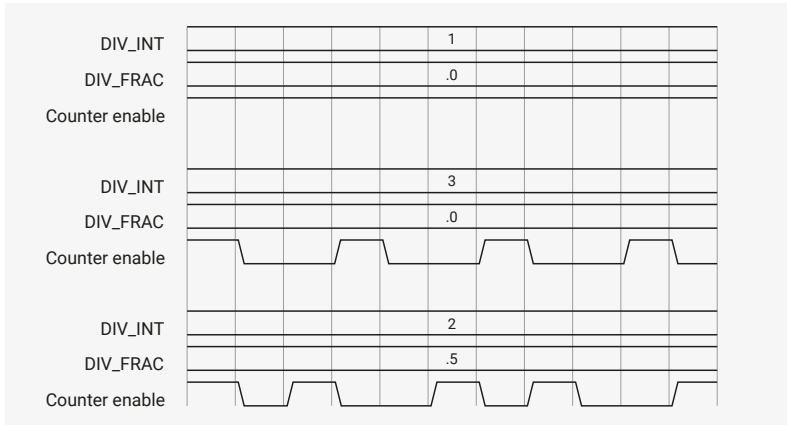 DIV_INT 1
DIV_FRAC .0
Counter enable
DIV_INT 3
DIV_FRAC .0
Counter enable
DIV_INT 2
DIV_FRAC .5
Counter enable